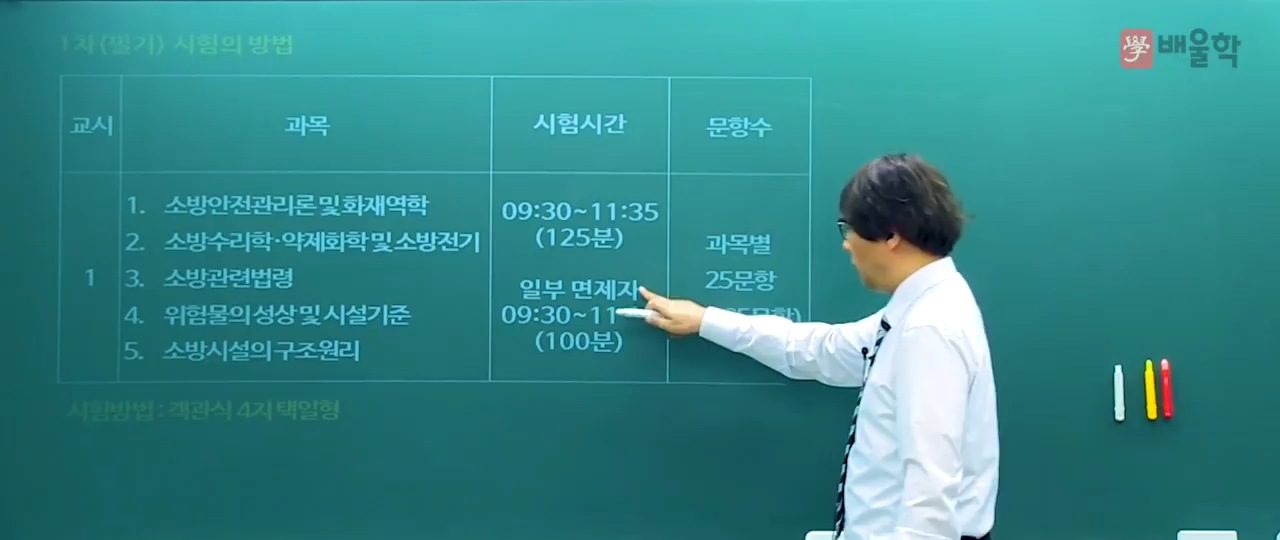 1차(필기) 시험의 방법
學 배울학
교시 과목 시험시간 문항수
1. 소방안전관리론 및 화재역학
2. 소방수리학·약제화학 및 소방전기
1 3. 소방관련법령
4. 위험물의 성상 및 시설기준
5. 소방시설의 구조원리
09:30~11:35
(125분)
일부 면제자
09:30~11
(100분)
과목별
25문항
시험방법 : 객관식 4지 택일형